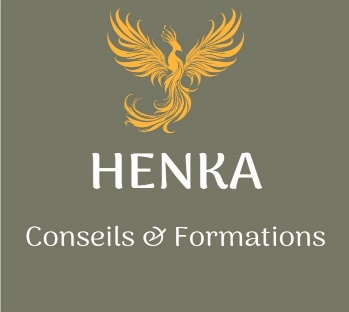 HENKA
Conseils & Formations